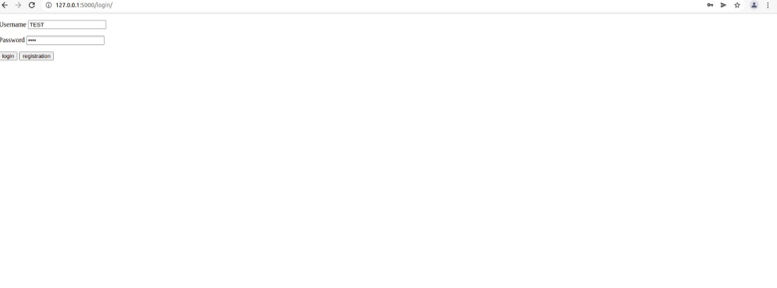 127.0.0.1:5000/login/
Username TEST
Password ••••
login registration